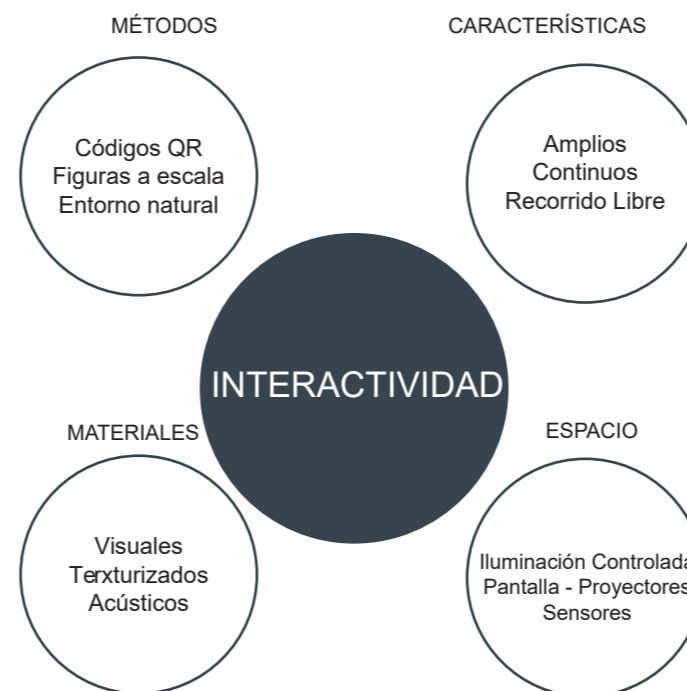 MÉTODOS
Códigos QR
Figuras a escala
Entorno natural
CARACTERÍSTICAS
Amplios
Continuos
Recorrido Libre
INTERACTIVIDAD
MATERIALES
Visuales
Terxturizados
Acústicos
ESPACIO
Iluminación Controlada
Pantalla - Proyectores
Sensores